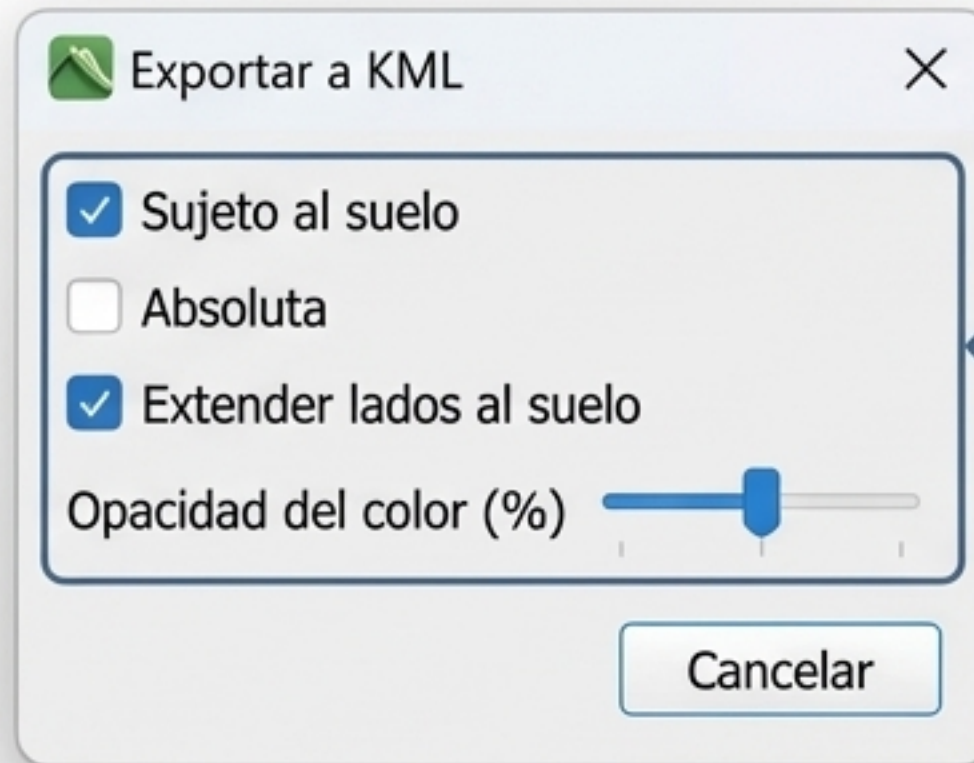 Exportar a KML
Sujeto al suelo
Absoluta
Extender lados al suelo
Opacidad del color (%)
Cancelar